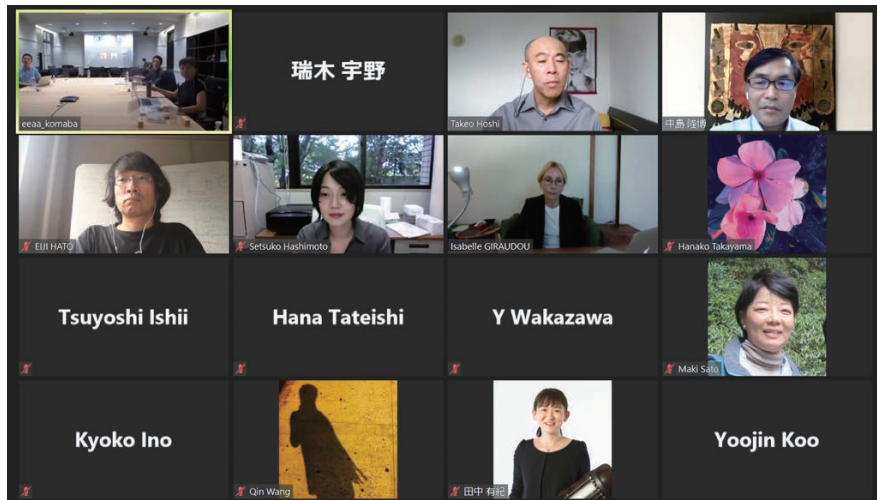 eeaa_komaba
瑞木 宇野
Takeo Hoshi
中島 隆博
EIJI HATO
Setsuko Hashimoto
Isabelle GIRAUDOU
Hanako Takayama
Tsuyoshi Ishii
Hana Tateishi
Y Wakazawa
Maki Sato
Kyoko Ino
Qin Wang
田中 有紀
Yoojin Koo